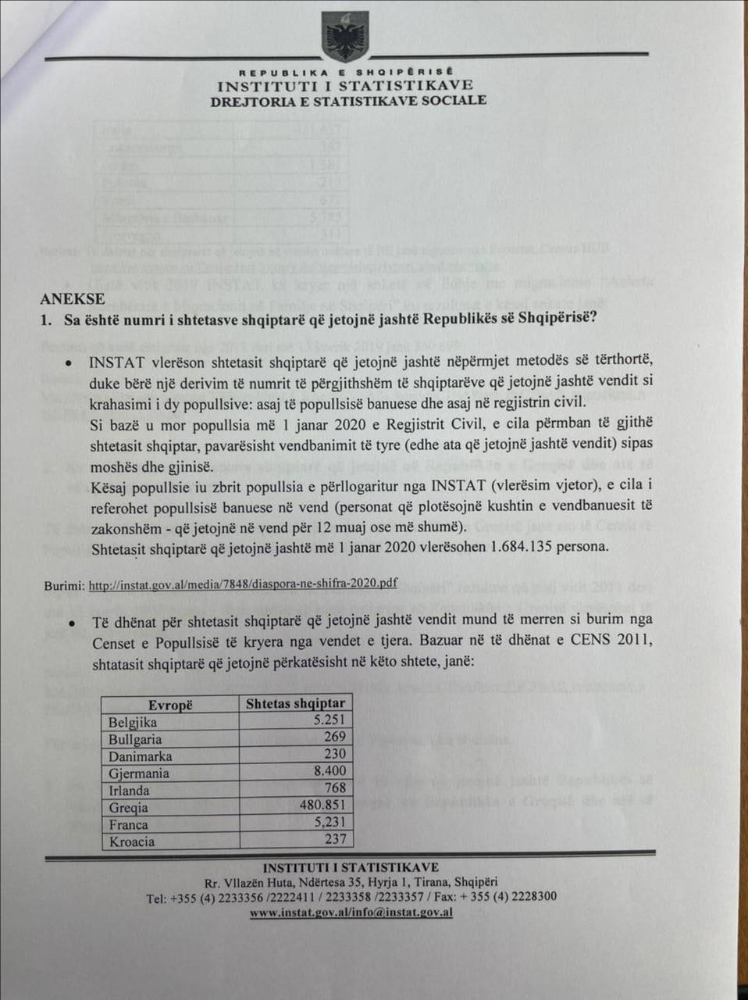 REPUBLIKA E SHQIPËRISË
INSTITUTI I STATISTIKAVE
DREJTORIA E STATISTIKAVE SOCIALE
ANEKSE
1. Sa është numri i shtetasve shqiptarë që jetojnë jashtë Republikës së Shqipërisë?
• INSTAT vlerëson shtetasit shqiptarë që jetojnë jashtë nëpërmjet metodës së tërthortë,
duke bërë një derivim të numrit të përgjithshëm të shqiptarëve që jetojnë jashtë vendit si
krahasimi i dy popullsive: asaj të popullsisë banuese dhe asaj në regjistrin civil.
Si bazë u mor popullsia më 1 janar 2020 e Regjistrit Civil, e cila përmban të gjithë
shtetasit shqiptar, pavarësisht vendbanimit të tyre (edhe ata që jetojnë jashtë vendit) sipas
moshës dhe gjinisë.
Kësaj popullsie iu zbrit popullsia e përllogaritur nga INSTAT (vlerësim vjetor), e cila i
referohet popullsisë banuese në vend (personat që plotësojnë kushtin e vendbanuesit të
zakonshëm - që jetojnë në vend për 12 muaj ose më shumë).
Shtetasit shqiptarë që jetojnë jashtë më 1 janar 2020 vlerësohen 1.684.135 persona.
Burimi: http://instat.gov.al/media/7848/diaspora-ne-shifra-2020.pdf
• Të dhënat për shtetasit shqiptarë që jetojnë jashtë vendit mund të merren si burim nga
Censet e Popullsisë të kryera nga vendet e tjera. Bazuar në të dhënat e CENS 2011,
shtatasit shqiptarë që jetojnë përkatësisht në këto shtete, janë:
Evropë Shtetas shqiptar
Belgjika 5.251
Bullgaria 269
Danimarka 230
Gjermania 8.400
Irlanda 768
Greqia 480.851
Franca 5,231
Kroacia 237
INSTITUTI I STATISTIKAVE
Rr. Vllazën Huta, Ndërtesa 35, Hyrja 1, Tirana, Shqipëri
Tel: +355 (4) 2233356 /2222411 / 2233358 /2233357 / Fax: + 355 (4) 2228300
www.instat.gov.al/info@instat.gov.al